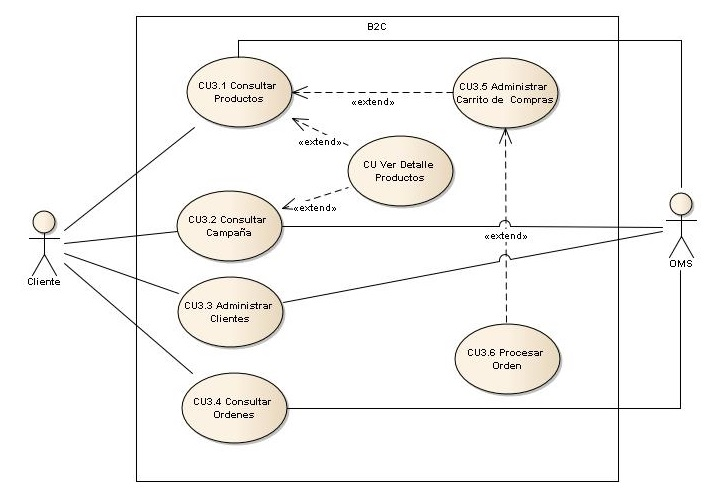 B2C
CU3.1 Consultar
Productos
CU3.5 Administrar
Carrito de Compras
«extend»
«extend»
CU Ver Detalle
Productos
«extend»
CU3.2 Consultar
Campaña
«extend»
Cliente
OMS
CU3.3 Administrar
Clientes
CU3.6 Procesar
Orden
CU3.4 Consultar
Ordenes